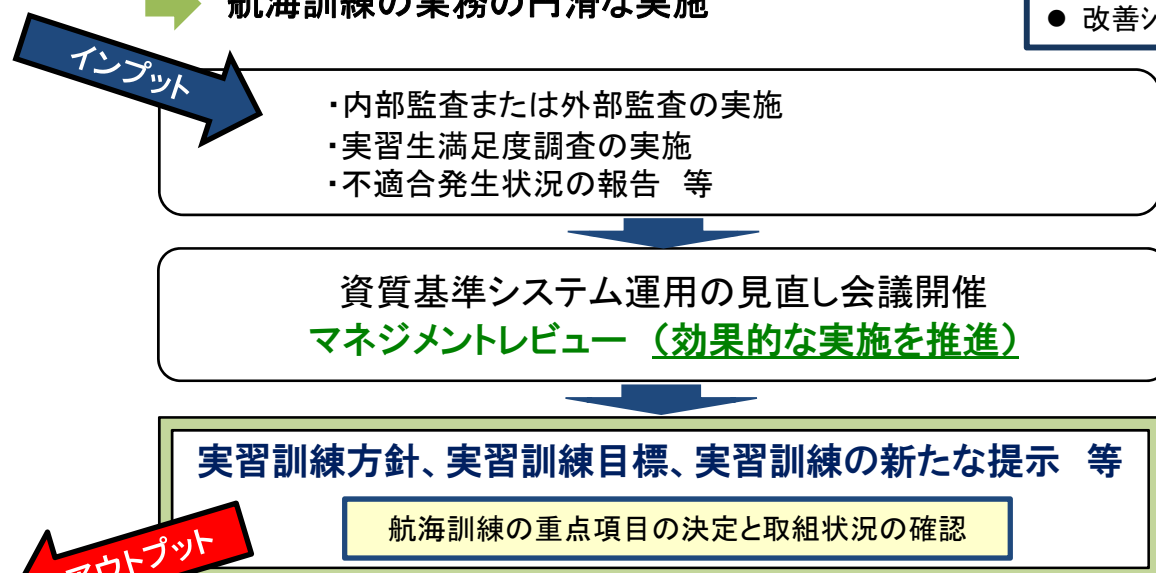 航海訓練の業務の円滑な実施
● 改善シ
インプット
・内部監査または外部監査の実施
・実習生満足度調査の実施
・不適合発生状況の報告　等
資質基準システム運用の見直し会議開催
マネジメントレビュー （効果的な実施を推進）
実習訓練方針、実習訓練目標、実習訓練の新たな提示　等
航海訓練の重点項目の決定と取組状況の確認
アウトプット